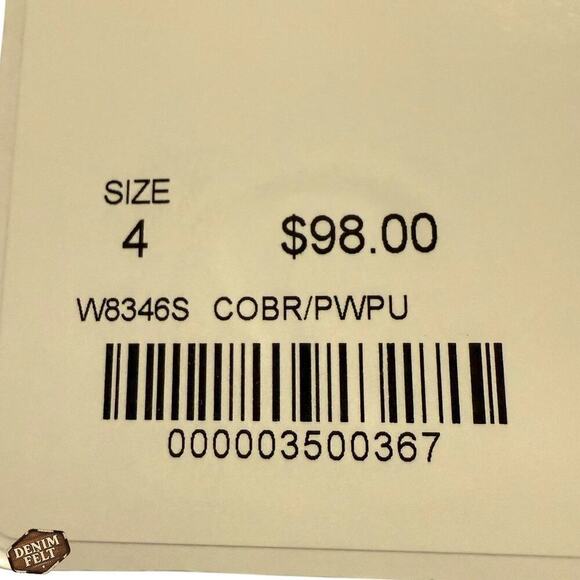 SIZE
4 $98.00
W8346S COBR/PWPU
000003500367
DENIM
FELT